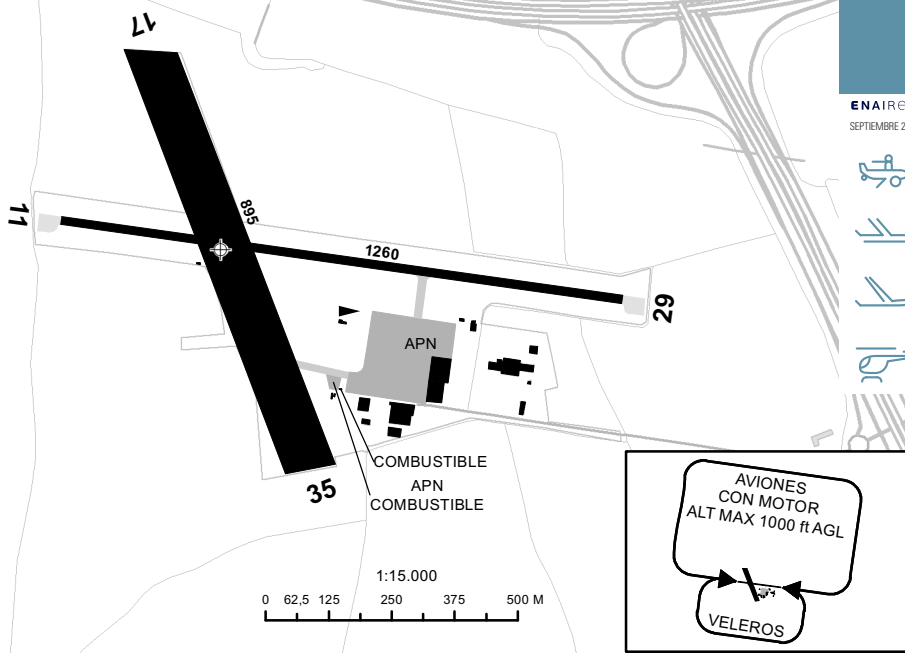 17
ENAIRE
SEPTIEMBRE 2
11
895
1260
29
APN
COMBUSTIBLE
APN
COMBUSTIBLE
35
1:15.000
0 62,5 125 250 375 500 M
AVIONES
CON MOTOR
ALT MAX 1000 ft AGL
VELEROS